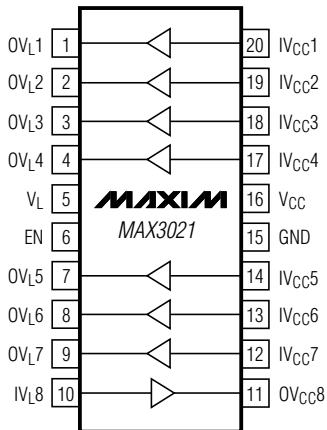 OVL1 1 20 IVCC1
OVL2 2 19 IVCC2
OVL3 3 18 IVCC3
OVL4 4 17 IVCC4
VL 5 MAXIM 16 VCC
EN 6 MAX3021 15 GND
OVL5 7 14 IVCC5
OVL6 8 13 IVCC6
OVL7 9 12 IVCC7
IVL8 10 11 OVCC8